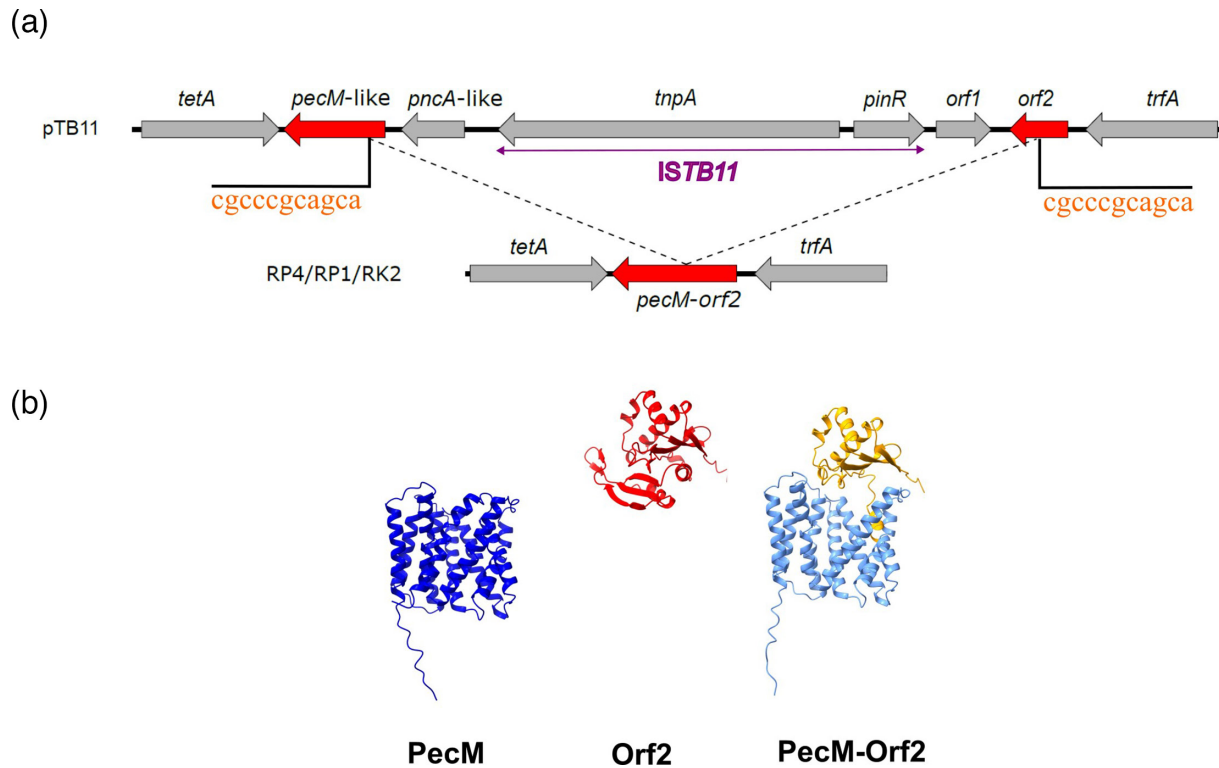 (a)
tetA pecM-like pncA-like tnpA pinR orf1 orf2 trfA
pTB11
ISTB11
cgcccgcagca cgcccgcagca
tetA trfA
RP4/RP1/RK2
pecM-orf2
(b)
PecM Orf2 PecM-Orf2